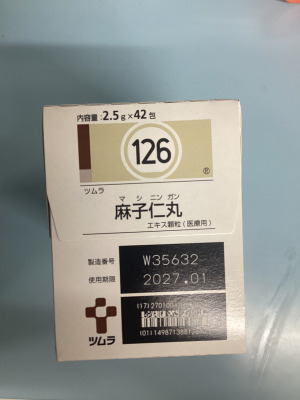 内容量:2.5g×42包
126
®
ツムラ
マ シ ニン ガン
麻子仁丸
エキス顆粒(医療用)
製造番号 W35632
使用期限 2027.01
ツムラ